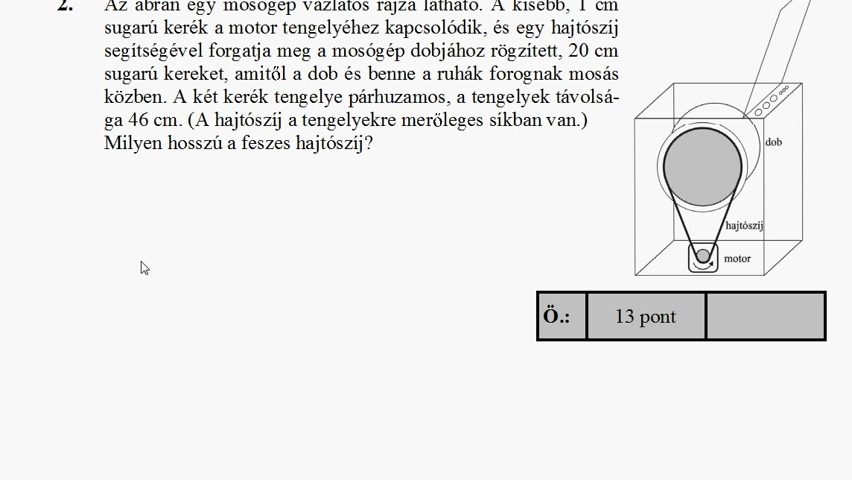 2. Az ábrán egy mosógép vázlatos rajza látható. A kisebb, 1 cm
sugarú kerék a motor tengelyéhez kapcsolódik, és egy hajtószíj
segítségével forgatja meg a mosógép dobjához rögzített, 20 cm
sugarú kereket, amitől a dob és benne a ruhák forognak mosás
közben. A két kerék tengelye párhuzamos, a tengelyek távolsá-
ga 46 cm. (A hajtószíj a tengelyekre merőleges síkban van.)
Milyen hosszú a feszes hajtószíj?
dob
hajtószíj
motor
Ö.: 13 pont